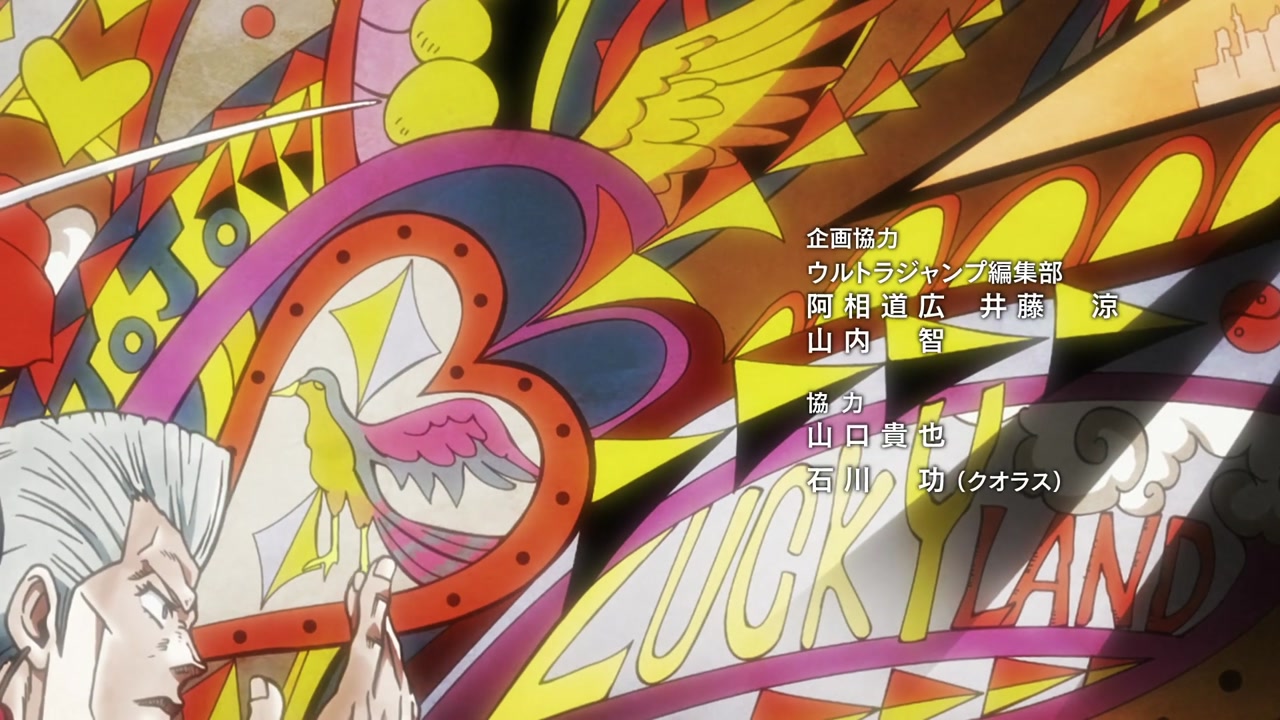 JoJo
企画協力
ウルトラジャンプ編集部
阿相道広　井藤　涼
山内　智
協力
山口貴也
石川　功（クオラス）
LUCKY LAND